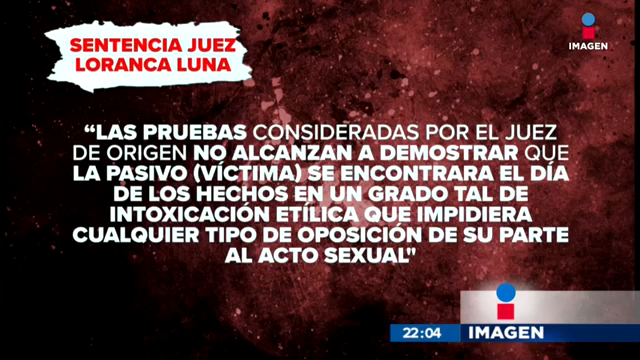 SENTENCIA JUEZ
LORANCA LUNA
IMAGEN
“LAS PRUEBAS CONSIDERADAS POR EL JUEZ
DE ORIGEN NO ALCANZAN A DEMOSTRAR QUE
LA PASIVO (VÍCTIMA) SE ENCONTRARA EL DÍA
DE LOS HECHOS EN UN GRADO TAL DE
INTOXICACIÓN ETÍLICA QUE IMPIDIERA
CUALQUIER TIPO DE OPOSICIÓN DE SU PARTE
AL ACTO SEXUAL"
22:04 IMAGEN